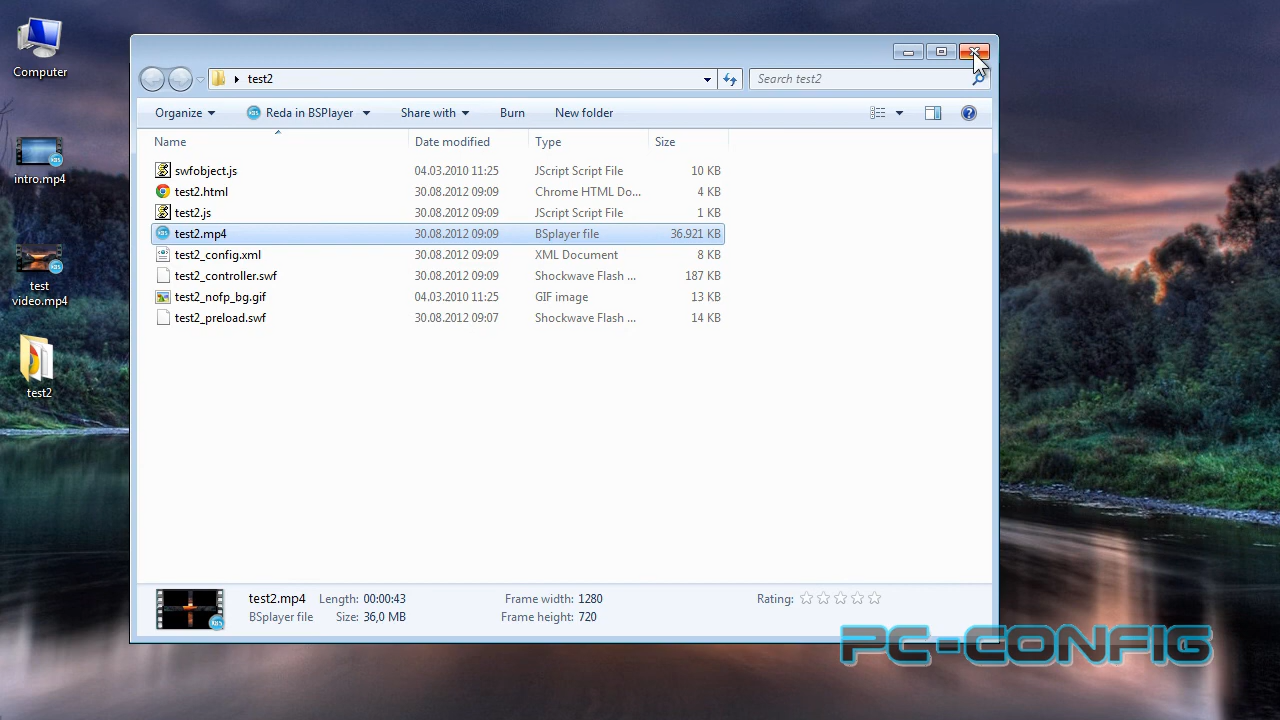 Computer
intro.mp4
test
video.mp4
test2
test2
Search test2
Organize Reda in BSPlayer Share with Burn New folder
Name Date modified Type Size
swfobject.js 04.03.2010 11:25 JScript Script File 10 KB
test2.html 30.08.2012 09:09 Chrome HTML Do... 4 KB
test2.js 30.08.2012 09:09 JScript Script File 1 KB
test2.mp4 30.08.2012 09:09 BSplayer file 36.921 KB
test2_config.xml 30.08.2012 09:09 XML Document 8 KB
test2_controller.swf 30.08.2012 09:09 Shockwave Flash ... 187 KB
test2_nofp_bg.gif 04.03.2010 11:25 GIF image 13 KB
test2_preload.swf 30.08.2012 09:07 Shockwave Flash ... 14 KB
test2.mp4 Length: 00:00:43 Frame width: 1280 Rating:
BSplayer file Size: 36,0 MB Frame height: 720
PC-CONFIG